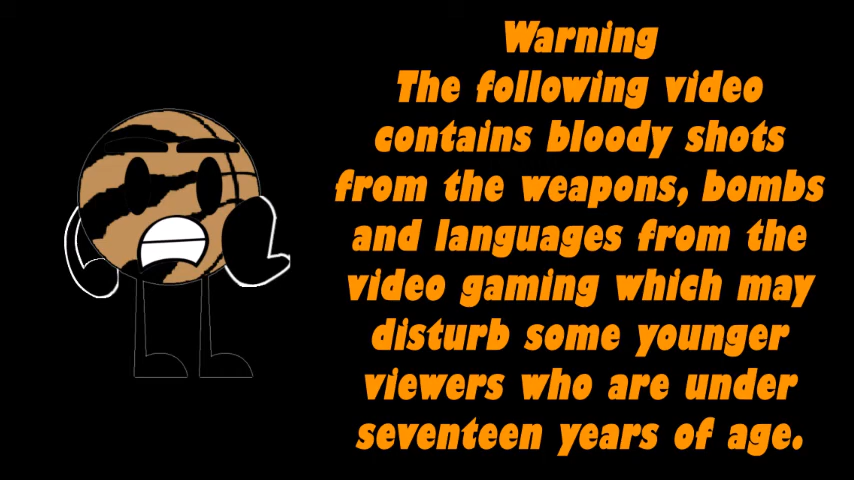 Warning
The following video
contains bloody shots
from the weapons, bombs
and languages from the
video gaming which may
disturb some younger
viewers who are under
seventeen years of age.